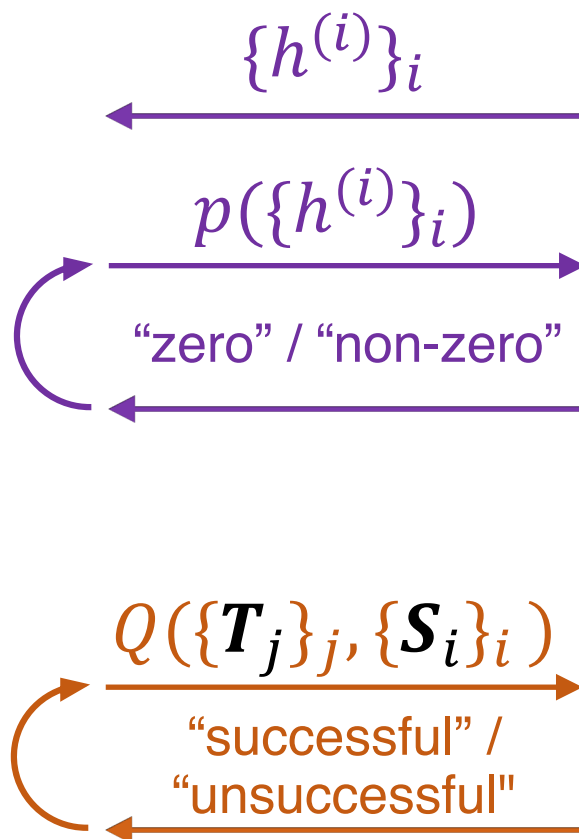 {h^(i)}_i
p({h^(i)}_i)
“zero” / “non-zero”
Q({T_j}_j, {S_i}_i)
“successful” /
“unsuccessful"